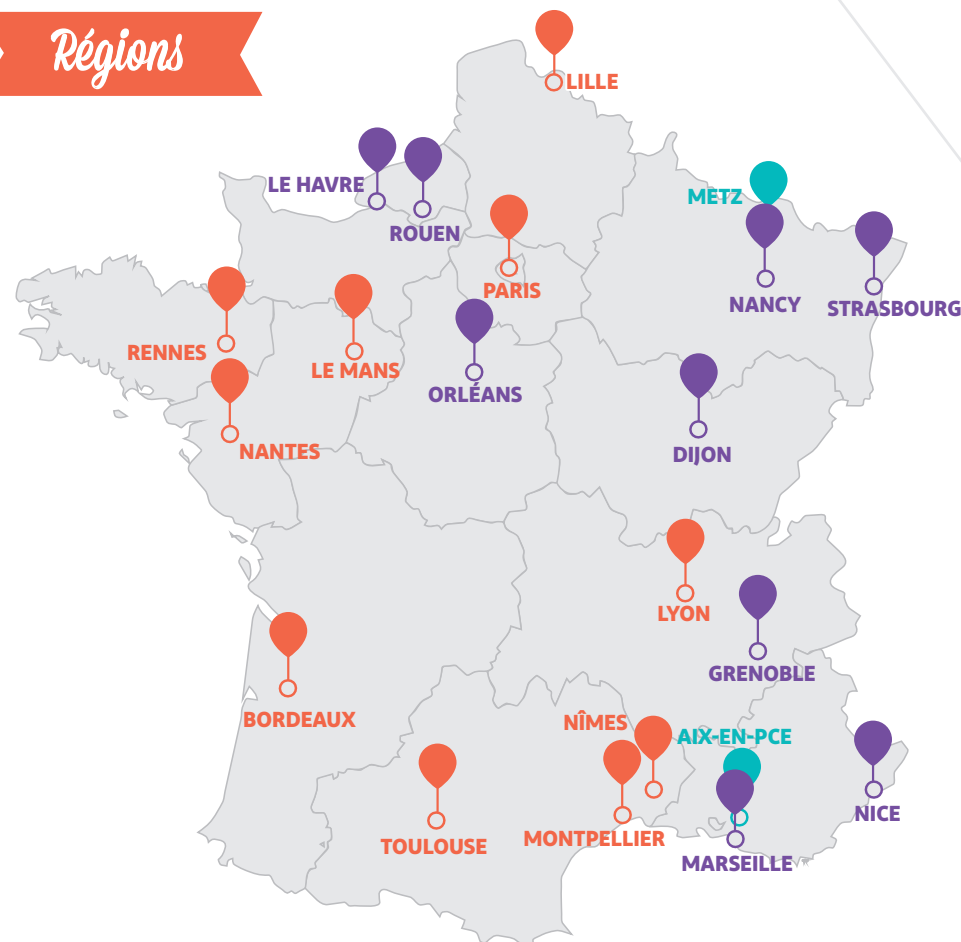 Régions
LILLE
LE HAVRE
METZ
ROUEN
PARIS
NANCY
STRASBOURG
RENNES
LE MANS
ORLÉANS
NANTES
DIJON
LYON
GRENOBLE
BORDEAUX
NÎMES
AIX-EN-PCE
NICE
TOULOUSE
MONTPELLIER
MARSEILLE